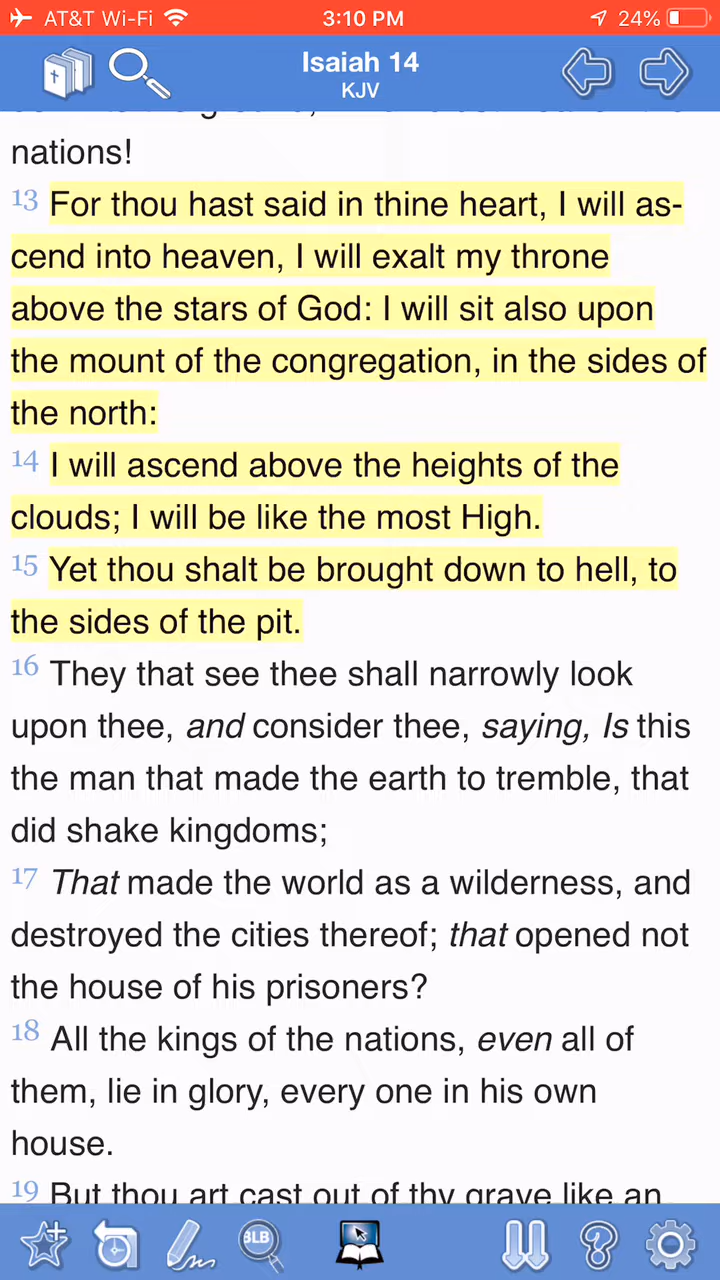 AT&T Wi-Fi 3:10 PM 24%
Isaiah 14
KJV
nations!
13 For thou hast said in thine heart, I will as-
cend into heaven, I will exalt my throne
above the stars of God: I will sit also upon
the mount of the congregation, in the sides of
the north:
14 I will ascend above the heights of the
clouds; I will be like the most High.
15 Yet thou shalt be brought down to hell, to
the sides of the pit.
16 They that see thee shall narrowly look
upon thee, and consider thee, saying, Is this
the man that made the earth to tremble, that
did shake kingdoms;
17 That made the world as a wilderness, and
destroyed the cities thereof; that opened not
the house of his prisoners?
18 All the kings of the nations, even all of
them, lie in glory, every one in his own
house.
19 But thou art cast out of thy grave like an
BLB